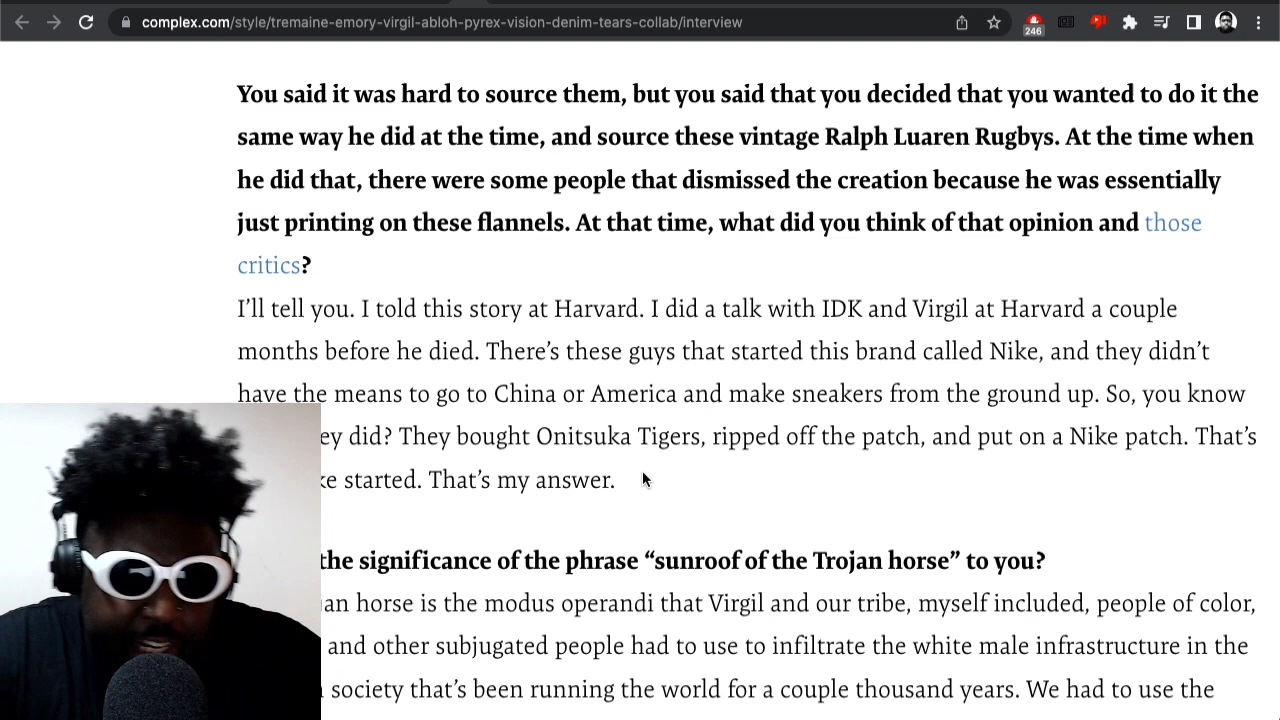 complex.com/style/tremaine-emory-virgil-abloh-pyrex-vision-denim-tears-collab/interview
246
You said it was hard to source them, but you said that you decided that you wanted to do it the
same way he did at the time, and source these vintage Ralph Luaren Rugbys. At the time when
he did that, there were some people that dismissed the creation because he was essentially
just printing on these flannels. At that time, what did you think of that opinion and those
critics?
I’ll tell you. I told this story at Harvard. I did a talk with IDK and Virgil at Harvard a couple
months before he died. There’s these guys that started this brand called Nike, and they didn’t
have the means to go to China or America and make sneakers from the ground up. So, you know
did? They bought Onitsuka Tigers, ripped off the patch, and put on a Nike patch. That’s
started. That’s my answer.
the significance of the phrase “sunroof of the Trojan horse” to you?
horse is the modus operandi that Virgil and our tribe, myself included, people of color,
and other subjugated people had to use to infiltrate the white male infrastructure in the
society that’s been running the world for a couple thousand years. We had to use the